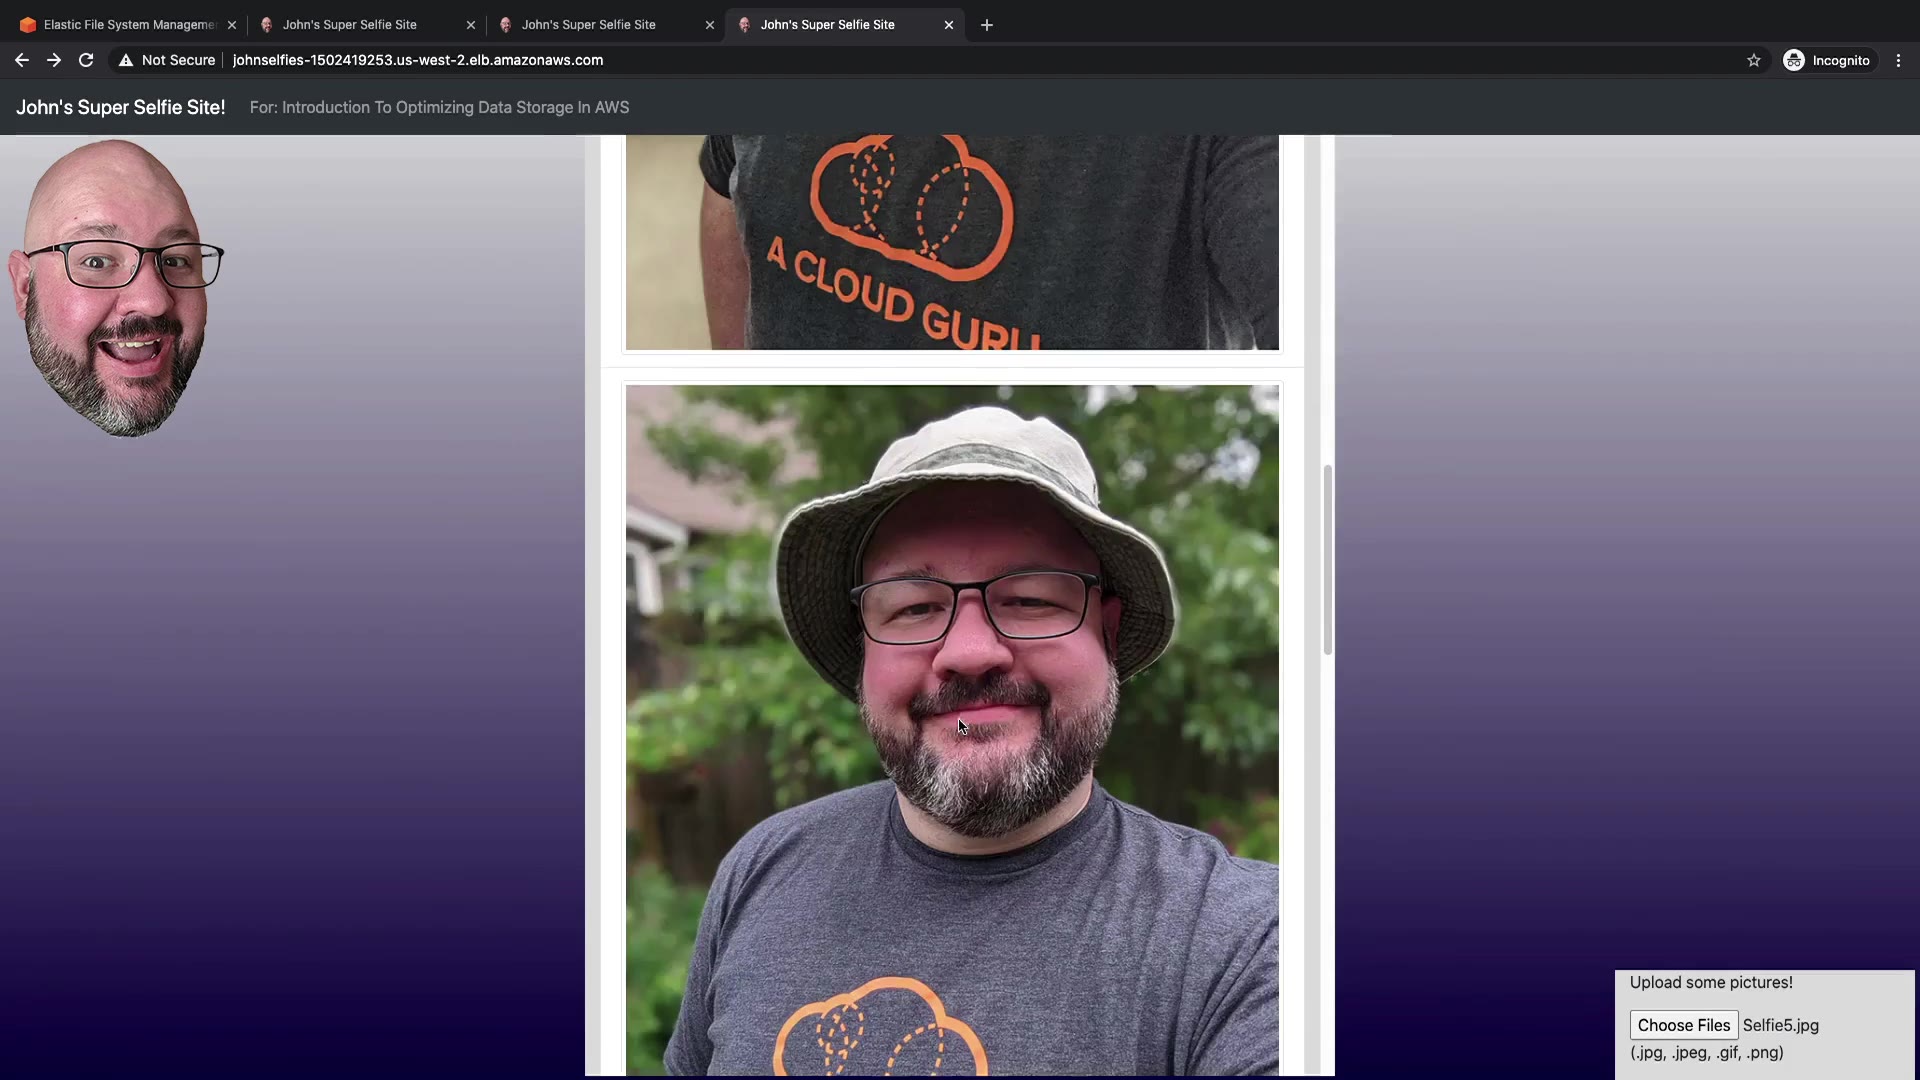 Elastic File System Manageme
John's Super Selfie Site
John's Super Selfie Site
John's Super Selfie Site
Not Secure
johnselfies-1502419253.us-west-2.elb.amazonaws.com
Incognito
John's Super Selfie Site!
For: Introduction To Optimizing Data Storage In AWS
A CLOUD GURU
Upload some pictures!
Choose Files Selfie5.jpg
(.jpg, .jpeg, .gif, .png)